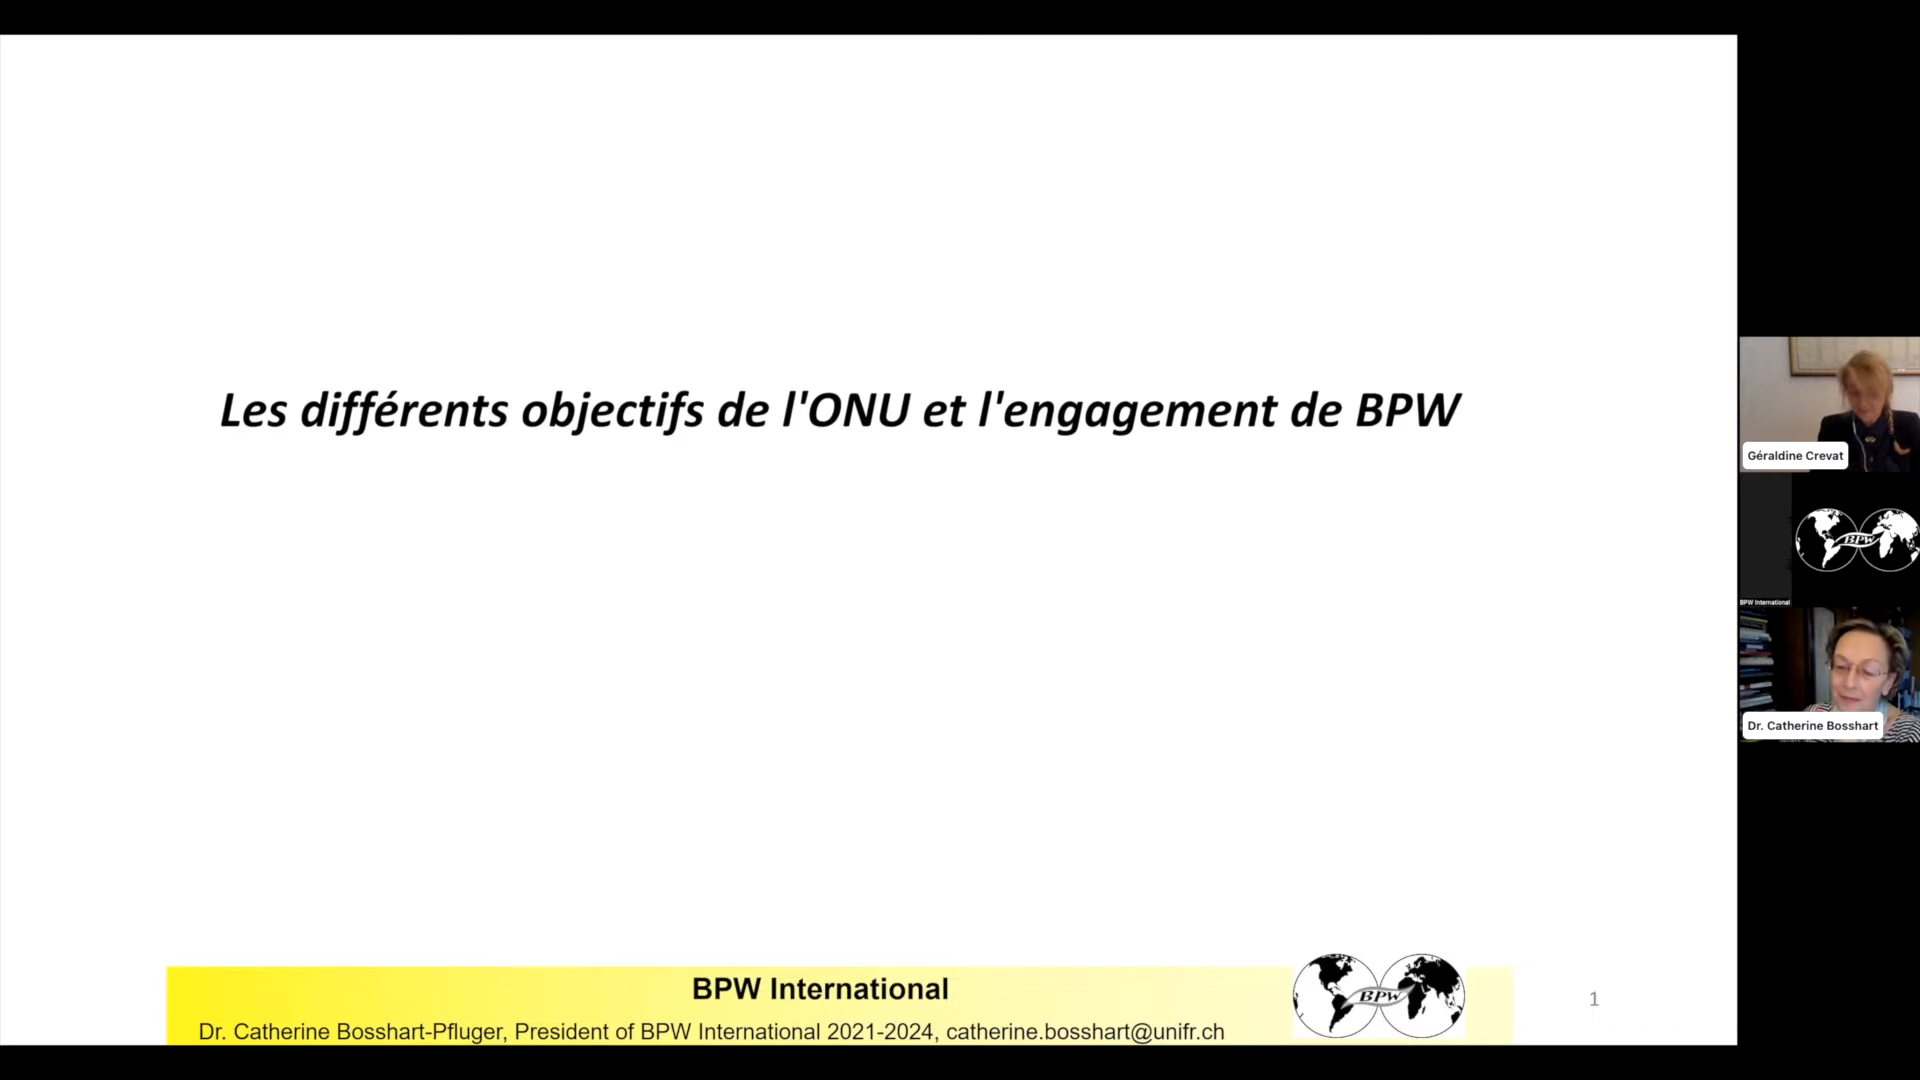 Les différents objectifs de l'ONU et l'engagement de BPW
Géraldine Crevat
BPW
BPW International
Dr. Catherine Bosshart
BPW International
BPW
Dr. Catherine Bosshart-Pfluger, President of BPW International 2021-2024, catherine.bosshart@unifr.ch
1